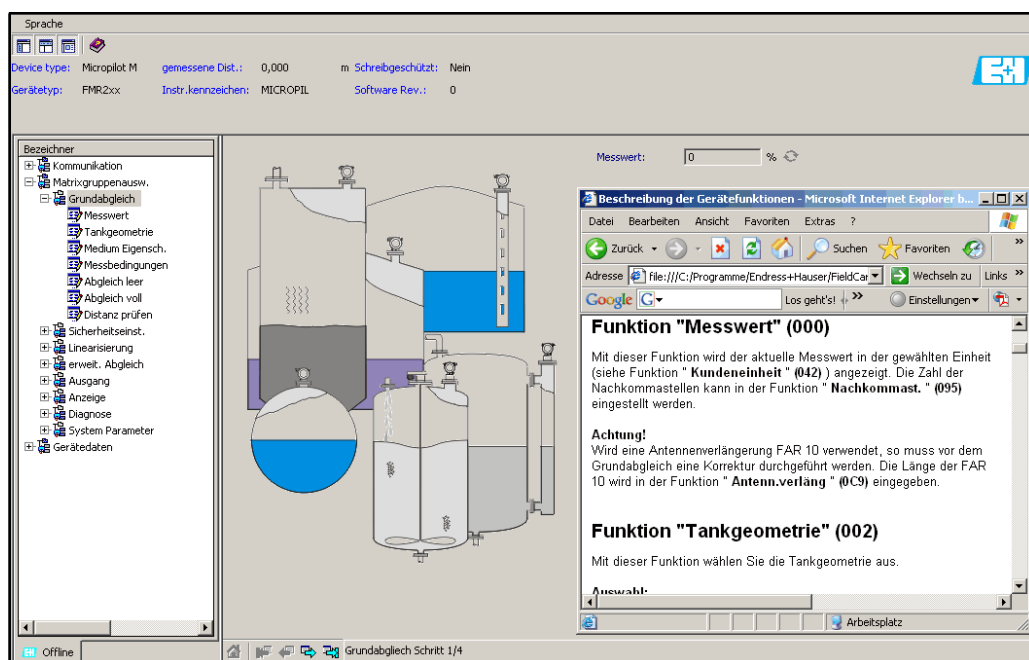 Sprache
Device type: Micropilot M gemessene Dist.: 0,000 m Schreibgeschützt: Nein
Gerätetyp: FMR2xx Instr.kennzeichen: MICROPIL Software Rev.: 0
E+H
Bezeichner
Kommunikation
Matrixgruppenausw.
Grundabgleich
Messwert
Tankgeometrie
Medium Eigensch.
Messbedingungen
Abgleich leer
Abgleich voll
Distanz prüfen
Sicherheitseinst.
Linearisierung
erweit. Abgleich
Ausgang
Anzeige
Diagnose
System Parameter
Gerätedaten
Offline
Messwert: 0 %
Beschreibung der Gerätefunktionen - Microsoft Internet Explorer b...
Datei Bearbeiten Ansicht Favoriten Extras ?
Zurück Suchen Favoriten »
Adresse file:///C:/Programme/Endress+Hauser/FieldCar Wechseln zu Links »
Google G Los geht's! » Einstellungen
Funktion "Messwert" (000)
Mit dieser Funktion wird der aktuelle Messwert in der gewählten Einheit
(siehe Funktion " Kundeneinheit " (042) ) angezeigt. Die Zahl der
Nachkommastellen kann in der Funktion " Nachkommast. " (095)
eingestellt werden.
Achtung!
Wird eine Antennenverlängerung FAR 10 verwendet, so muss vor dem
Grundabgleich eine Korrektur durchgeführt werden. Die Länge der FAR
10 wird in der Funktion " Antenn.verläng " (0C9) eingegeben.
Funktion "Tankgeometrie" (002)
Mit dieser Funktion wählen Sie die Tankgeometrie aus.
Auswahl:
Arbeitsplatz
Grundabgliech Schritt 1/4